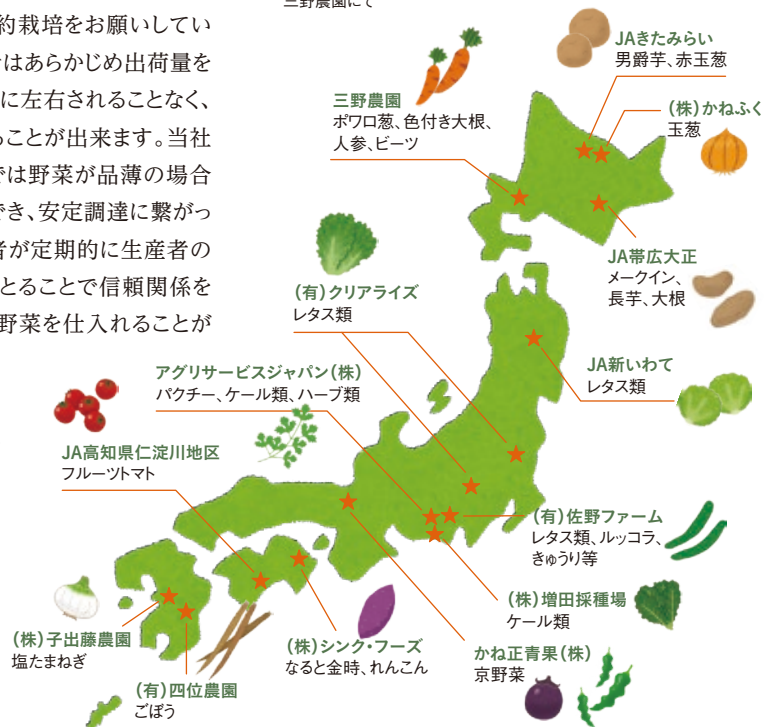 三野農園にて
約栽培をお願いしてい
はあらかじめ出荷量を
に左右されることなく、
ることが出来ます。当社
では野菜が品薄の場合
でき、安定調達に繋がっ
者が定期的に生産者の
とることで信頼関係を
野菜を仕入れることが
JAきたみらい
男爵芋、赤玉葱
(株)かねふく
玉葱
三野農園
ポワロ葱、色付き大根、
人参、ビーツ
JA帯広大正
メークイン、
長芋、大根
(有)クリアライズ
レタス類
JA新いわて
レタス類
アグリサービスジャパン(株)
パクチー、ケール類、ハーブ類
JA高知県仁淀川地区
フルーツトマト
(有)佐野ファーム
レタス類、ルッコラ、
きゅうり等
(株)増田採種場
ケール類
(株)子出藤農園
塩たまねぎ
(株)シンク・フーズ
なると金時、れんこん
かね正青果(株)
京野菜
(有)四位農園
ごぼう